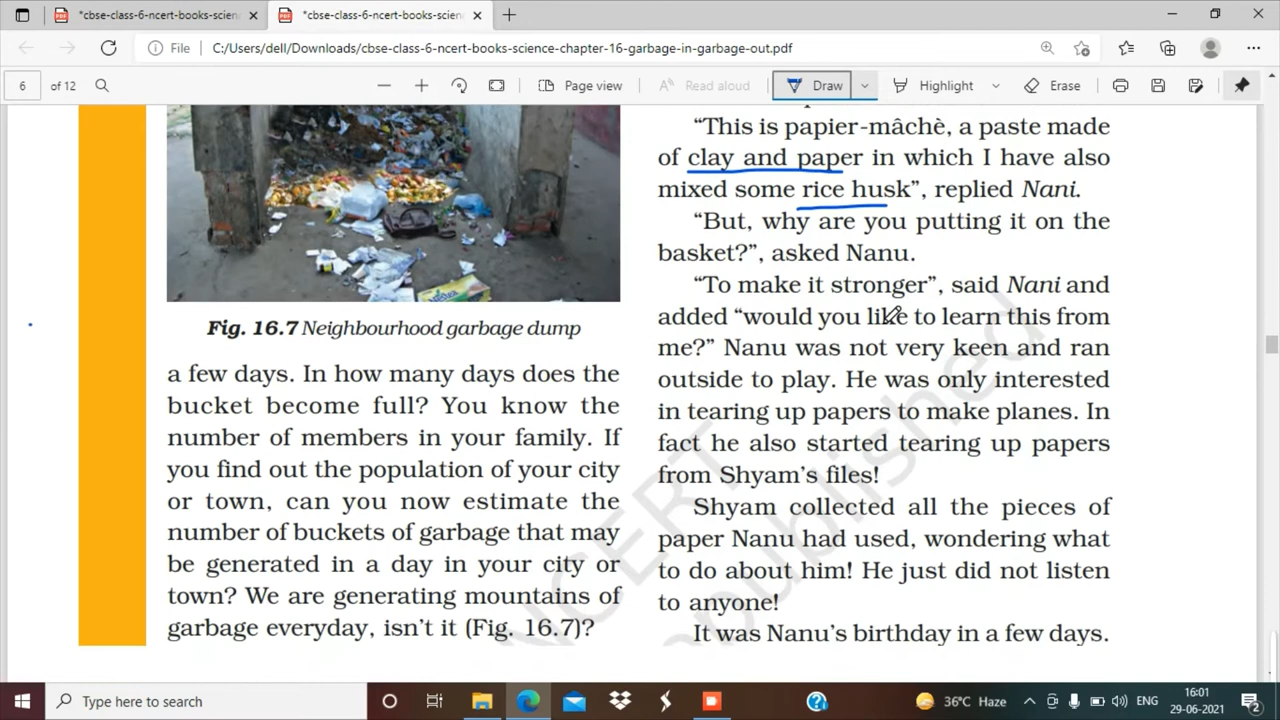 *cbse-class-6-ncert-books-scien
*cbse-class-6-ncert-books-scien
File
C:/Users/dell/Downloads/cbse-class-6-ncert-books-science-chapter-16-garbage-in-garbage-out.pdf
6 of 12
Page view
Read aloud
Draw
Highlight
Erase
Fig. 16.7 Neighbourhood garbage dump
a few days. In how many days does the
bucket become full? You know the
number of members in your family. If
you find out the population of your city
or town, can you now estimate the
number of buckets of garbage that may
be generated in a day in your city or
town? We are generating mountains of
garbage everyday, isn't it (Fig. 16.7)?
“This is papier-mâchè, a paste made
of clay and paper in which I have also
mixed some rice husk”, replied Nani.
“But, why are you putting it on the
basket?”, asked Nanu.
“To make it stronger”, said Nani and
added “would you like to learn this from
me?” Nanu was not very keen and ran
outside to play. He was only interested
in tearing up papers to make planes. In
fact he also started tearing up papers
from Shyam's files!
Shyam collected all the pieces of
paper Nanu had used, wondering what
to do about him! He just did not listen
to anyone!
It was Nanu's birthday in a few days.
Type here to search
36°C Haze
ENG
16:01
29-06-2021
2